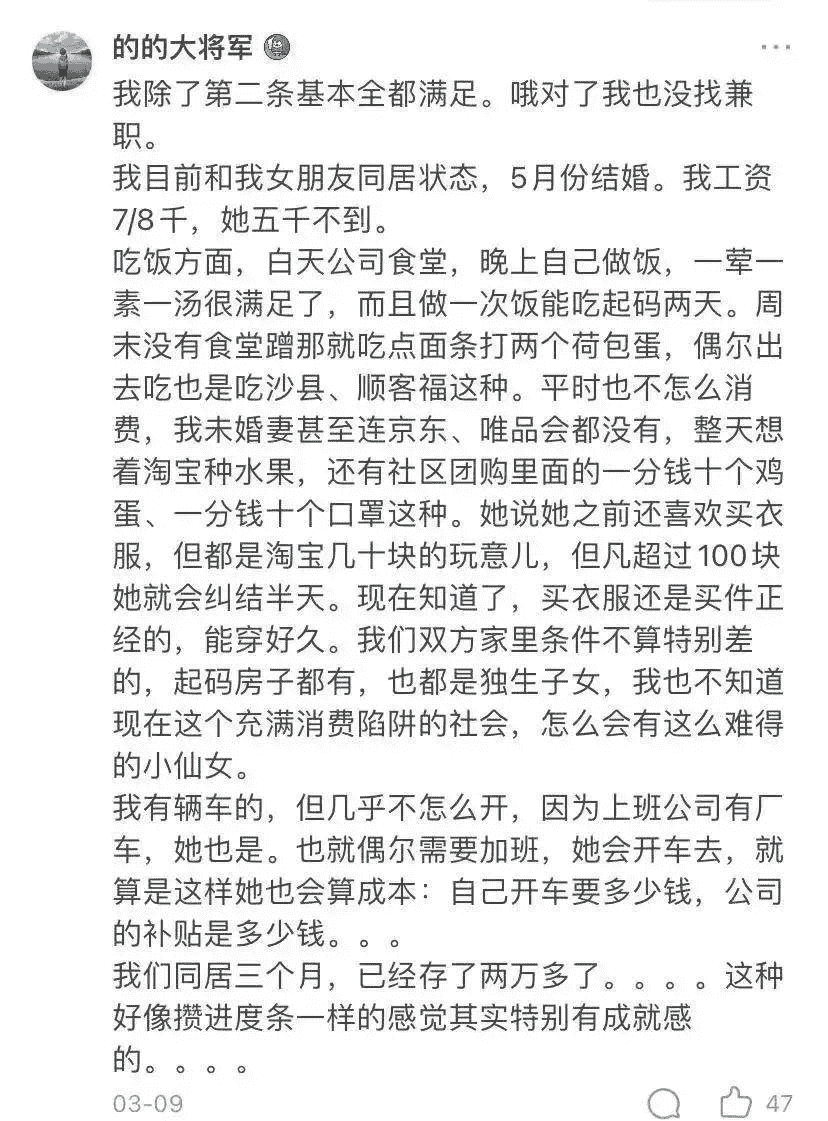 的的大将军
我除了第二条基本全都满足。哦对了我也没找兼
职。
我目前和我女朋友同居状态，5月份结婚。我工资
7/8千，她五千不到。
吃饭方面，白天公司食堂，晚上自己做饭，一荤一
素一汤很满足了，而且做一次饭能吃起码两天。周
末没有食堂蹭那就吃点面条打两个荷包蛋，偶尔出
去吃也是吃沙县、顺客福这种。平时也不怎么消
费，我未婚妻甚至连京东、唯品会都没有，整天想
着淘宝种水果，还有社区团购里面的一分钱十个鸡
蛋、一分钱十个口罩这种。她说她之前还喜欢买衣
服，但都是淘宝几十块的玩意儿，但凡超过100块
她就会纠结半天。现在知道了，买衣服还是买件正
经的，能穿好久。我们双方家里条件不算特别差
的，起码房子都有，也都是独生子女，我也不知道
现在这个充满消费陷阱的社会，怎么会有这么难得
的小仙女。
我有辆车的，但几乎不怎么开，因为上班公司有厂
车，她也是。也就偶尔需要加班，她会开车去，就
算是这样她也会算成本：自己开车要多少钱，公司
的补贴是多少钱。。。
我们同居三个月，已经存了两万多了。。。。这种
好像攒进度条一样的感觉其实特别有成就感
的。。。。
03-09
47